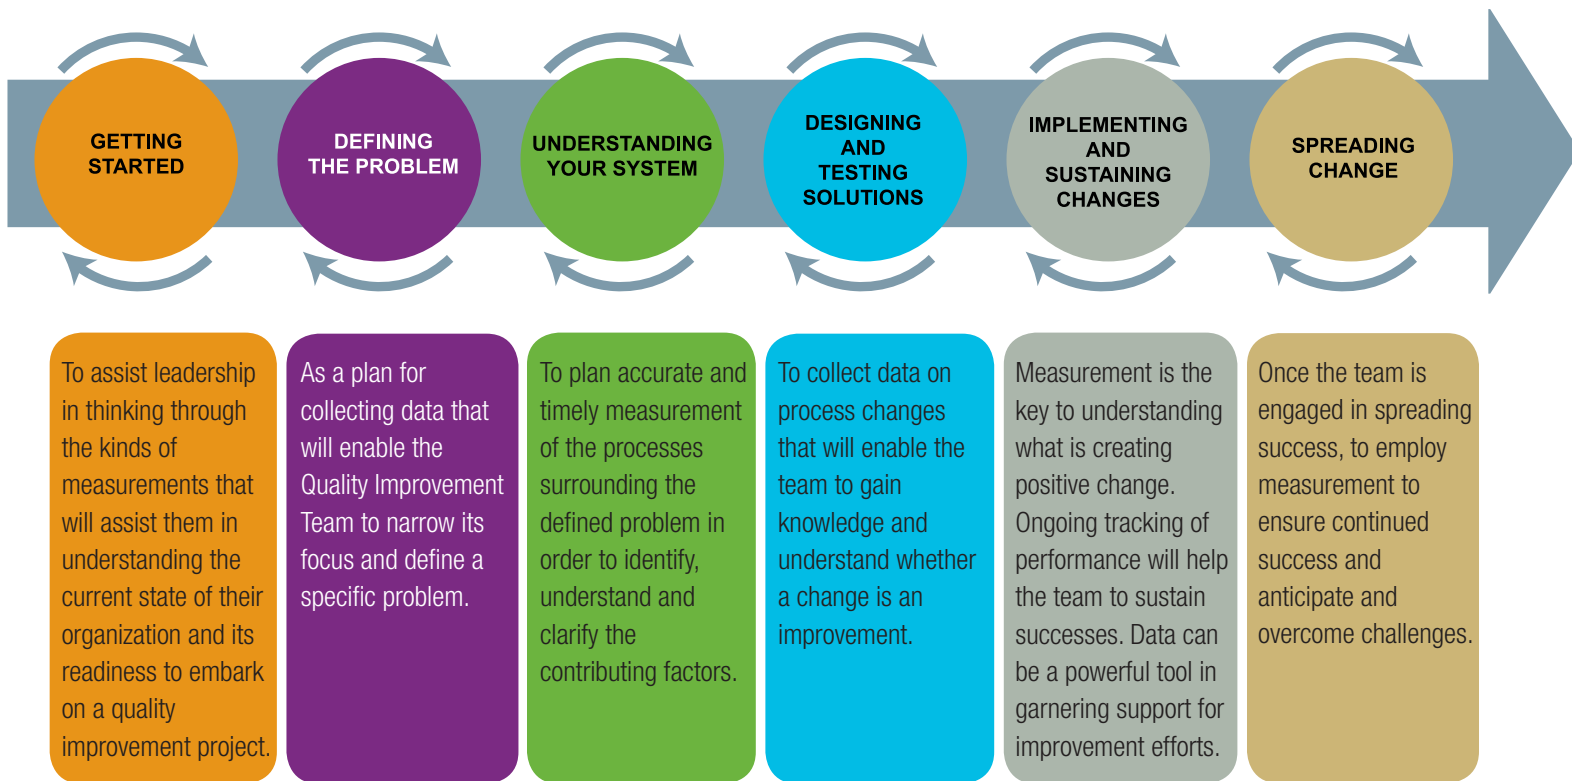 GETTING
STARTED
DEFINING
THE PROBLEM
UNDERSTANDING
YOUR SYSTEM
DESIGNING
AND
TESTING
SOLUTIONS
IMPLEMENTING
AND
SUSTAINING
CHANGES
SPREADING
CHANGE
To assist leadership
in thinking through
the kinds of
measurements that
will assist them in
understanding the
current state of their
organization and its
readiness to embark
on a quality
improvement project.
As a plan for
collecting data that
will enable the
Quality Improvement
Team to narrow its
focus and define a
specific problem.
To plan accurate and
timely measurement
of the processes
surrounding the
defined problem in
order to identify,
understand and
clarify the
contributing factors.
To collect data on
process changes
that will enable the
team to gain
knowledge and
understand whether
a change is an
improvement.
Measurement is the
key to understanding
what is creating
positive change.
Ongoing tracking of
performance will help
the team to sustain
successes. Data can
be a powerful tool in
garnering support for
improvement efforts.
Once the team is
engaged in spreading
success, to employ
measurement to
ensure continued
success and
anticipate and
overcome challenges.